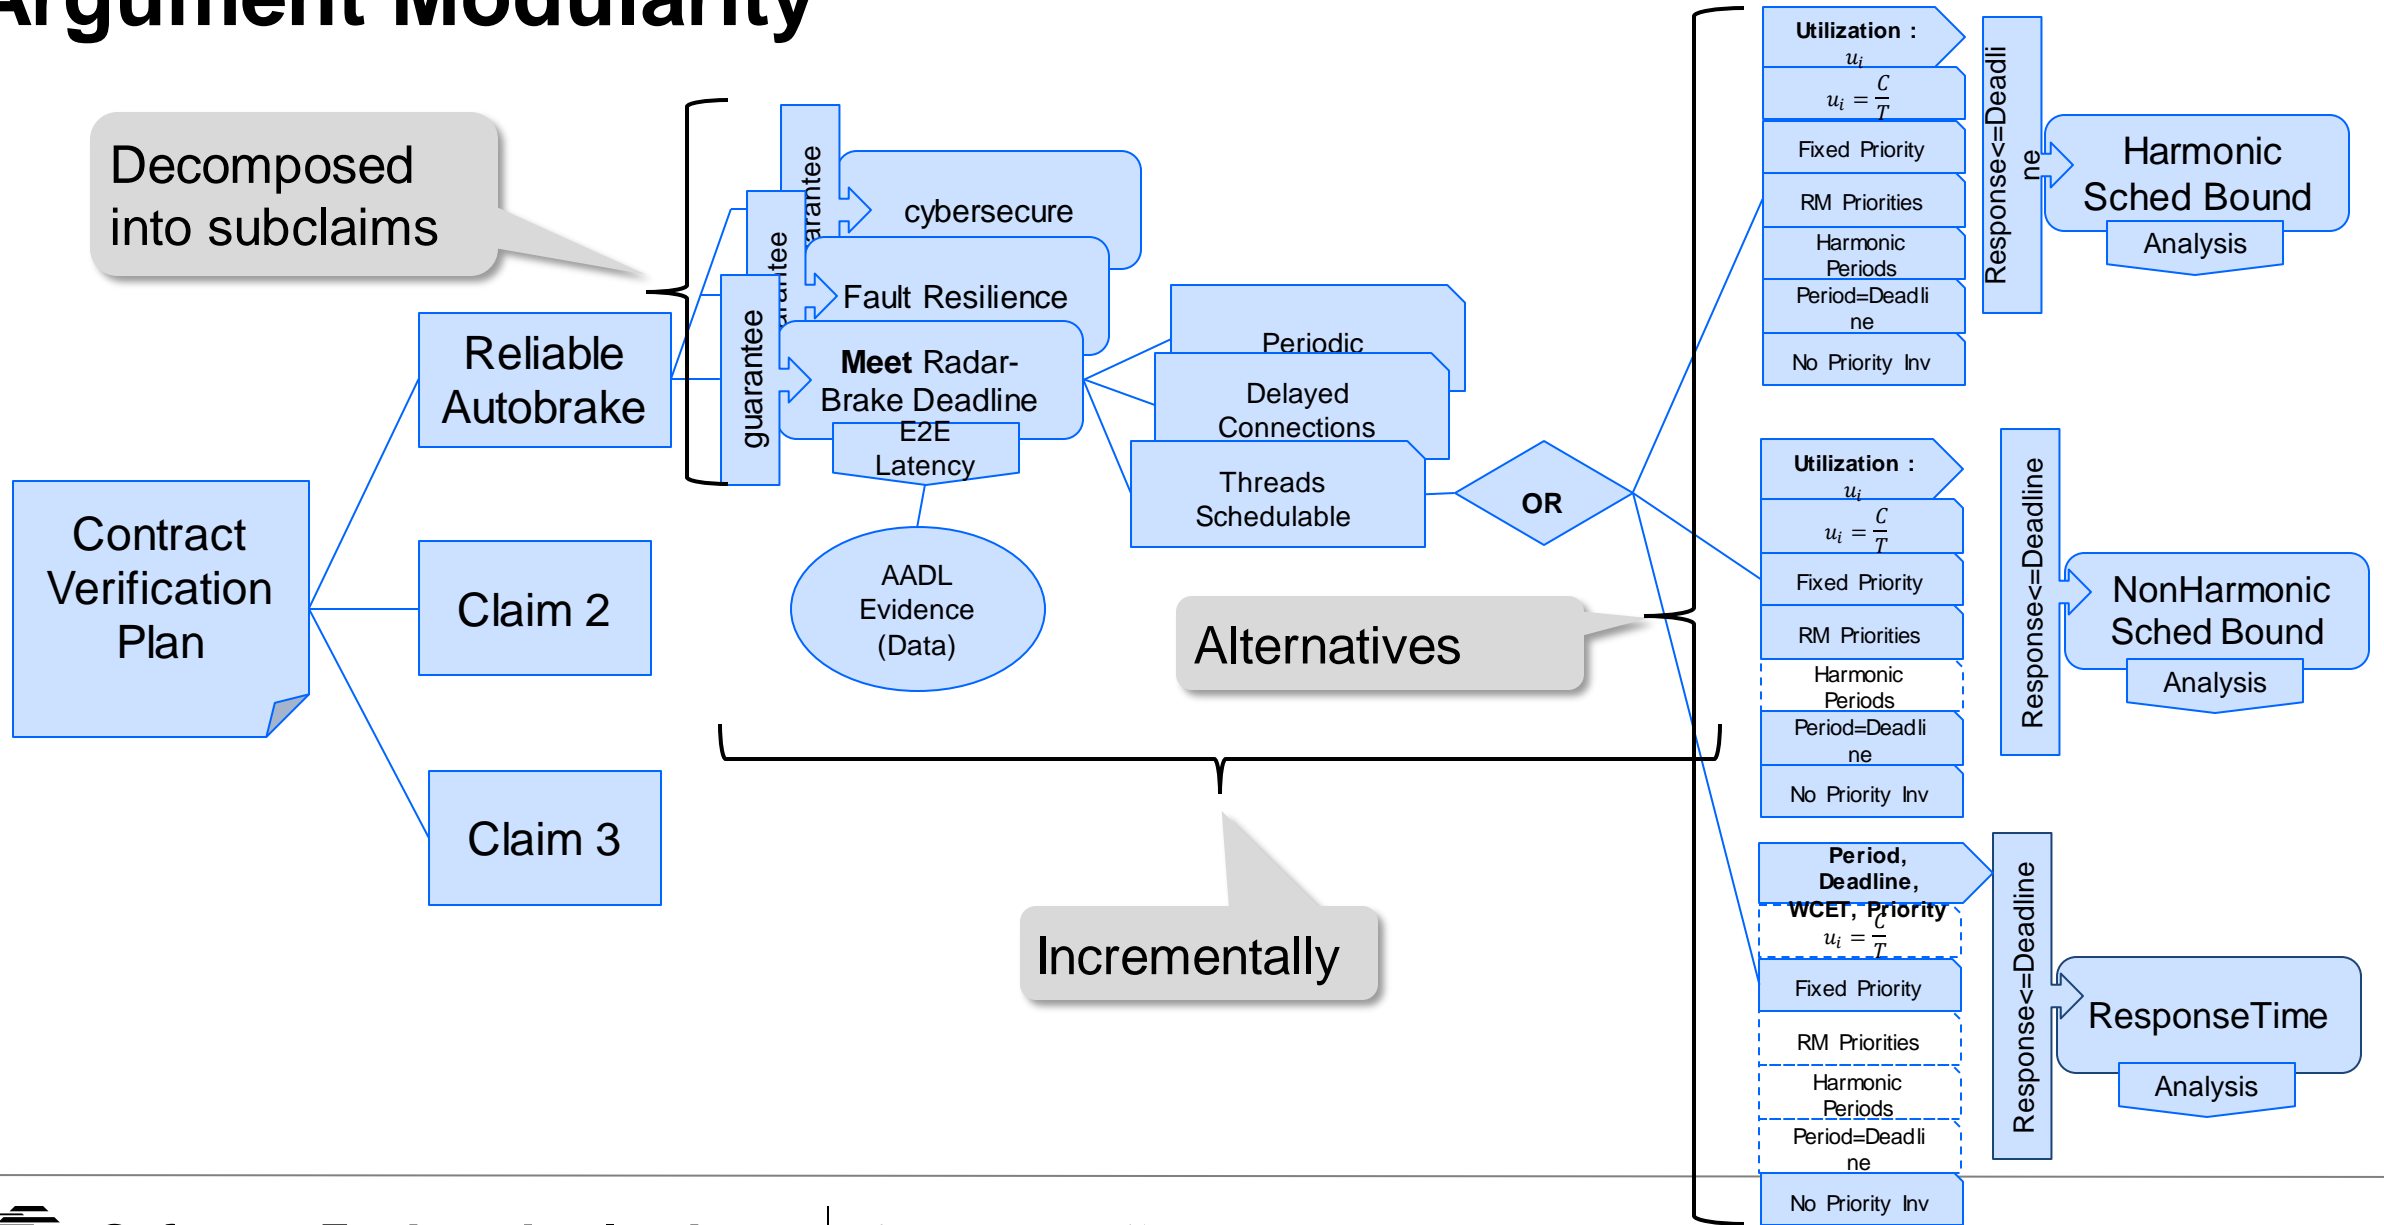 Argument Modularity
Decomposed
into subclaims
Contract
Verification
Plan
Reliable
Autobrake
Claim 2
Claim 3
guarantee
cybersecure
Fault Resilience
guarantee
Meet Radar-
Brake Deadline
E2E
Latency
AADL
Evidence
(Data)
Periodic
Delayed
Connections
Threads
Schedulable
OR
Alternatives
Incrementally
Utilization :
u_i
u_i = C/T
Fixed Priority
RM Priorities
Harmonic
Periods
Period=Deadli
ne
No Priority Inv
Response<=Deadli
ne
Harmonic
Sched Bound
Analysis
Utilization :
u_i
u_i = C/T
Fixed Priority
RM Priorities
Harmonic
Periods
Period=Deadli
ne
No Priority Inv
Response<=Deadline
NonHarmonic
Sched Bound
Analysis
Period,
Deadline,
WCET, Priority
u_i = C/T
Fixed Priority
RM Priorities
Harmonic
Periods
Period=Deadli
ne
No Priority Inv
Response<=Deadline
ResponseTime
Analysis